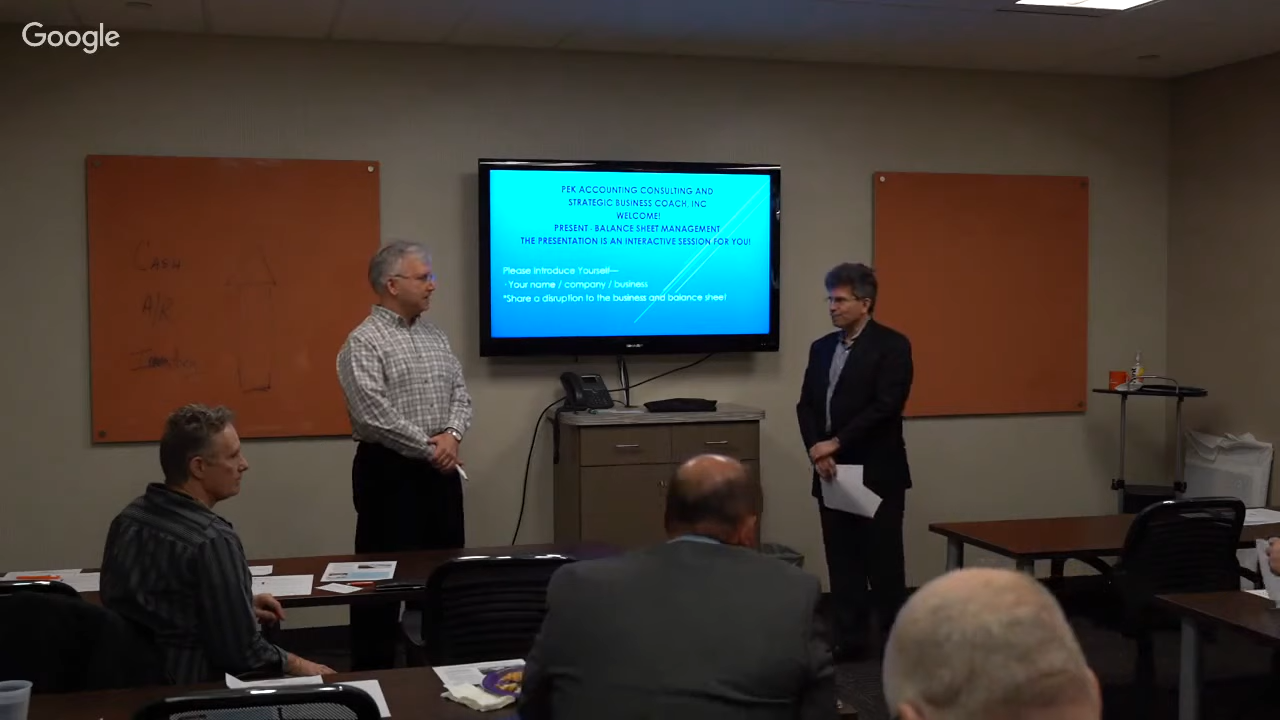 Google
PEK ACCOUNTING CONSULTING AND
STRATEGIC BUSINESS COACH, INC
WELCOME!
PRESENT - BALANCE SHEET MANAGEMENT
THE PRESENTATION IS AN INTERACTIVE SESSION FOR YOU!
Please Introduce Yourself—
- Your name / company / business
*Share a disruption to the business and balance sheet
CASH
A/R